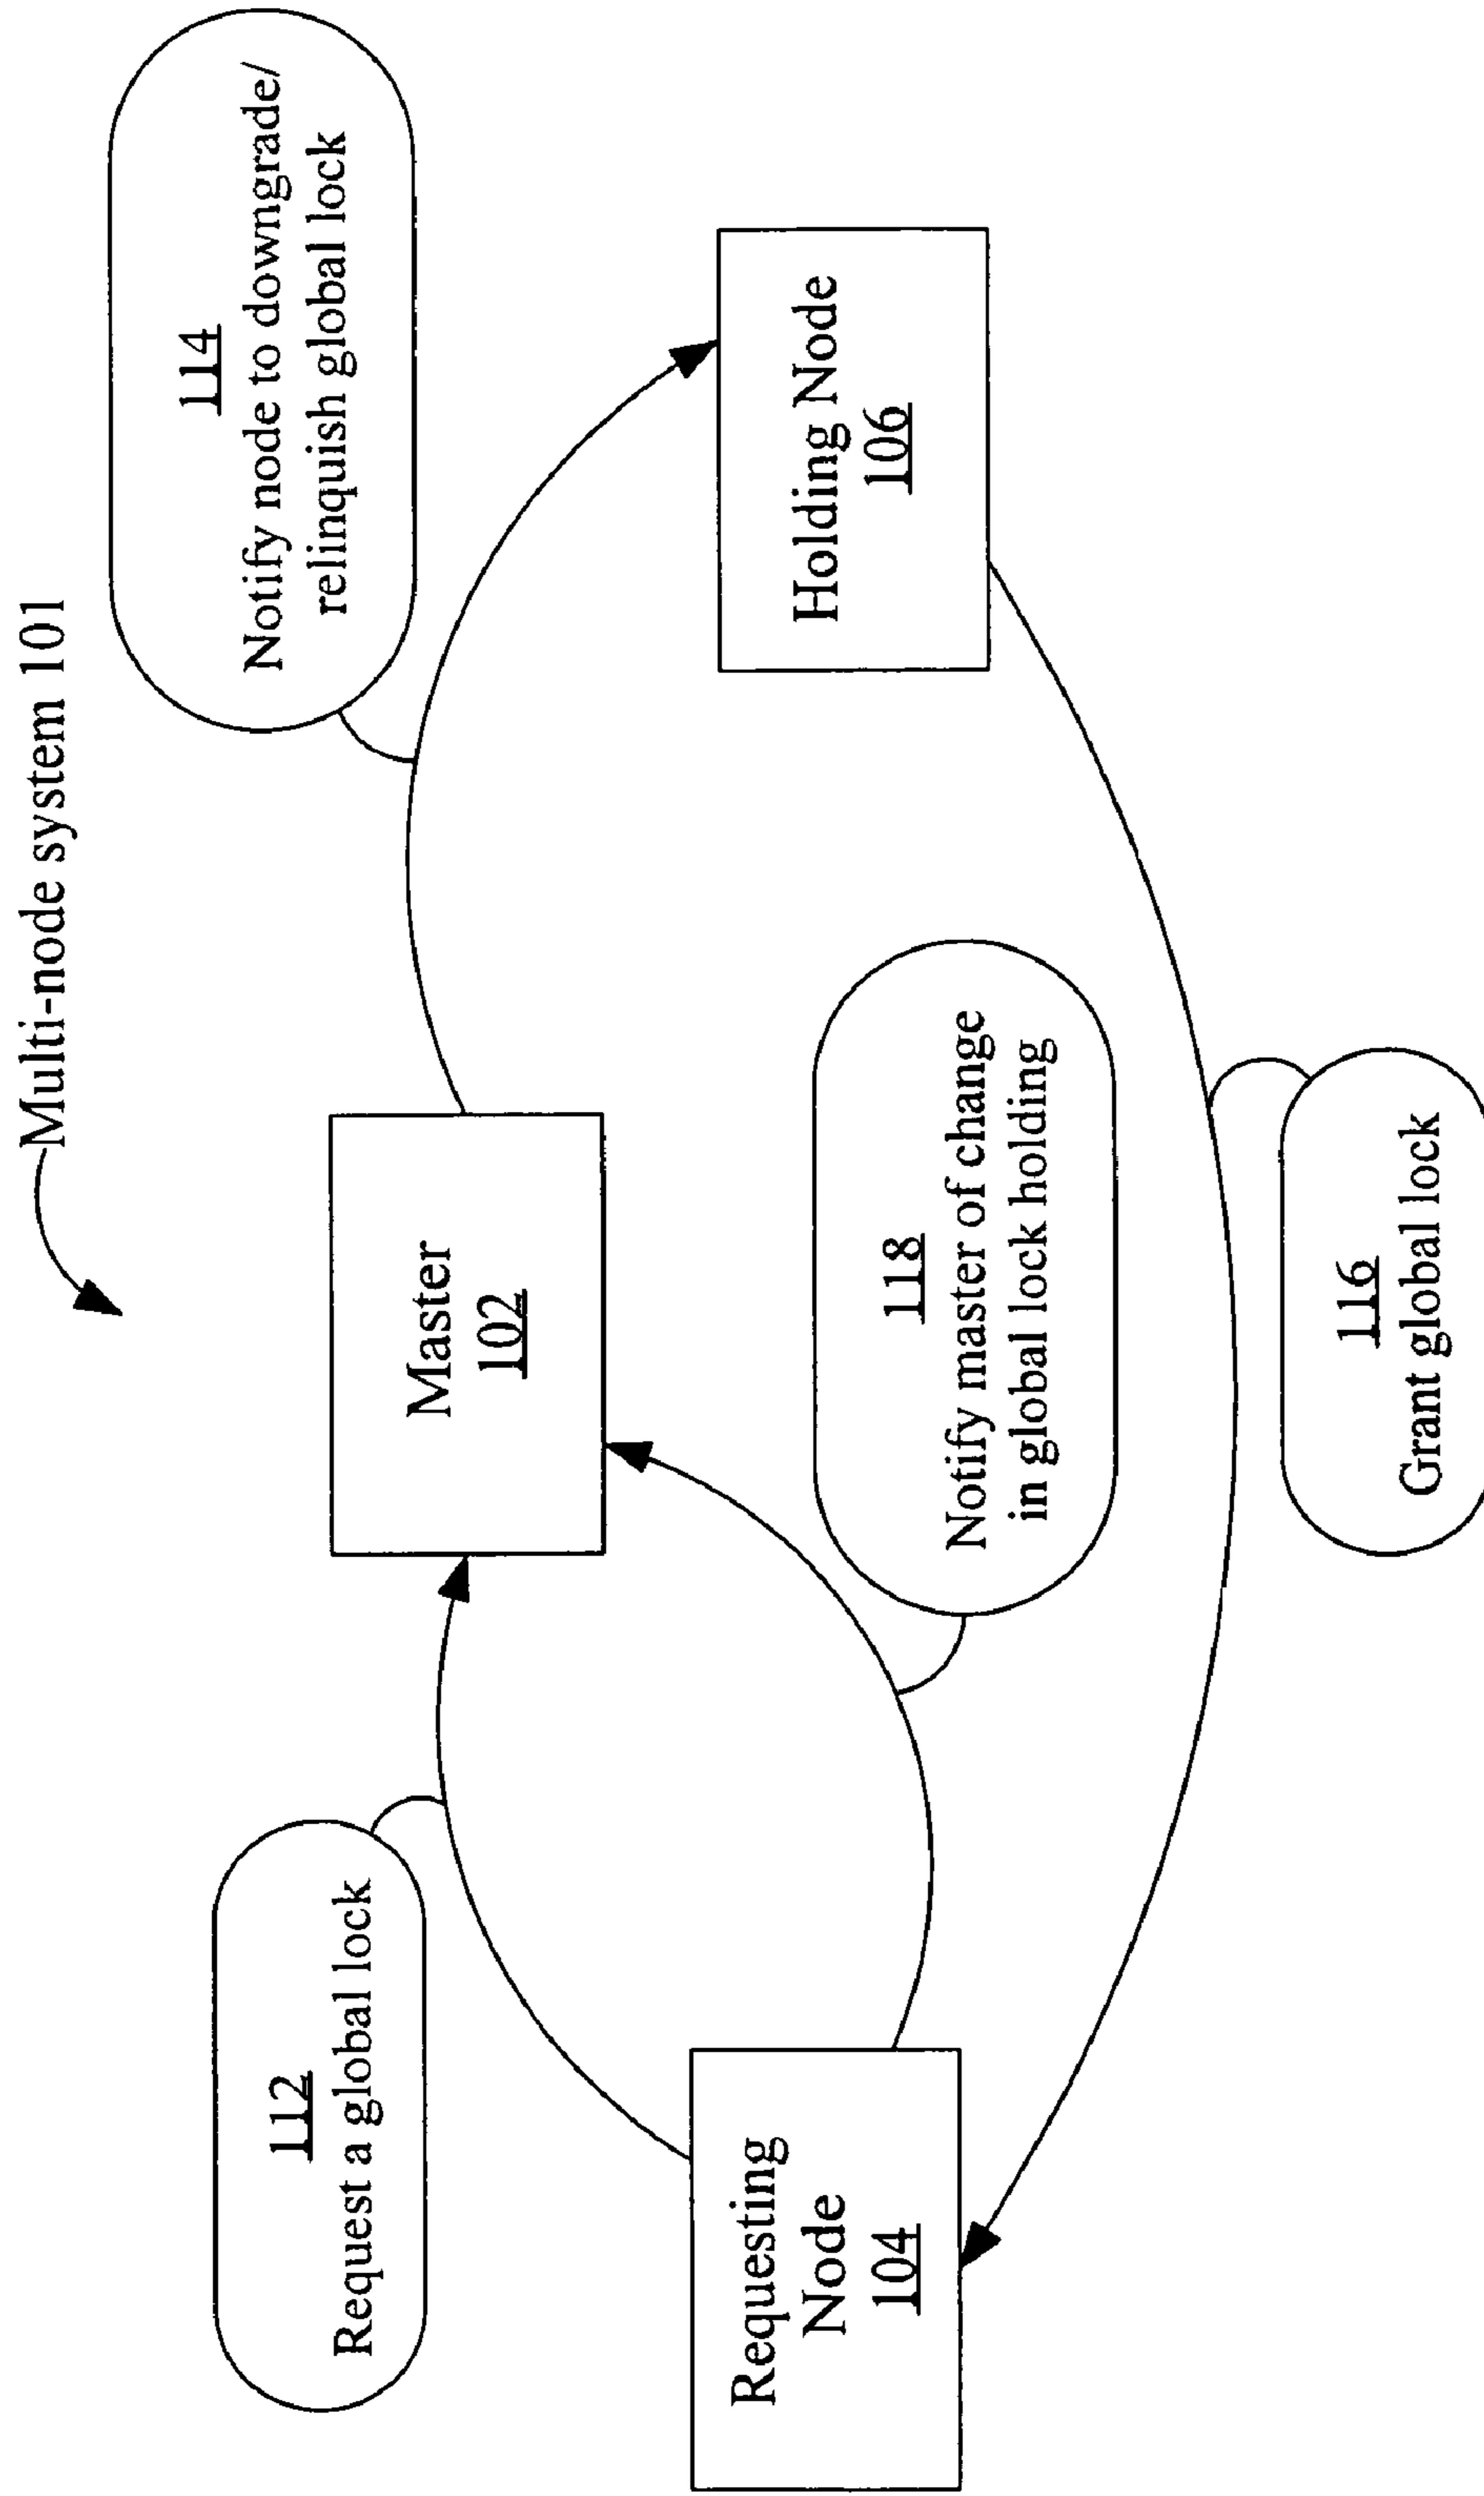 Multi-node system 101
114
Notify node to downgrade/
relinquish global lock
112
Request a global lock
Master
102
Requesting
Node
104
Holding Node
106
118
Notify master of change
in global lock holding
116
Grant global lock